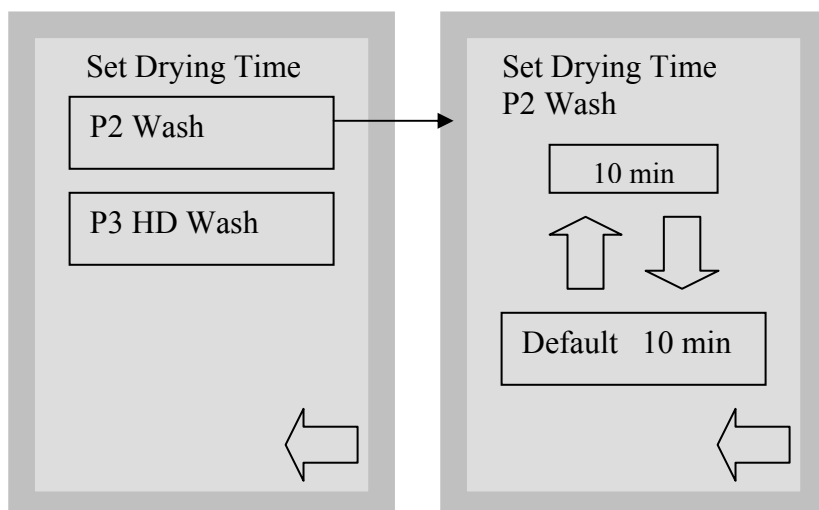 Set Drying Time
P2 Wash
P3 HD Wash
Set Drying Time
P2 Wash
10 min
Default 10 min